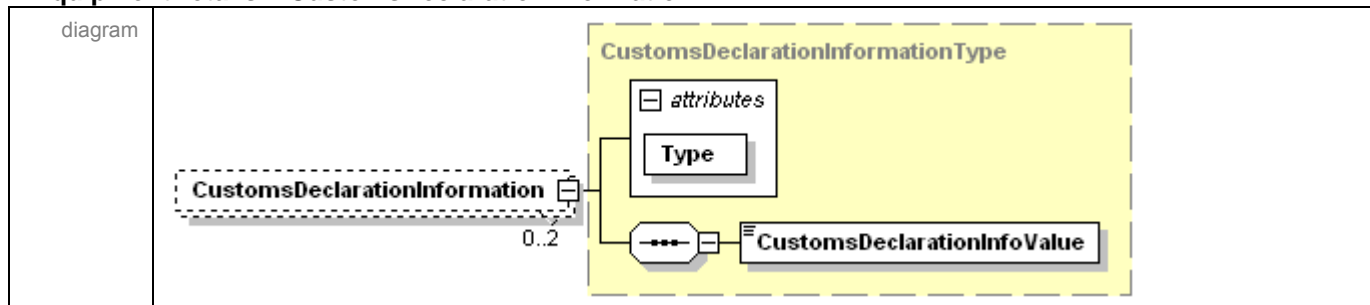 diagram
CustomsDeclarationInformationType
attributes
Type
CustomsDeclarationInformation
0..2
CustomsDeclarationInfoValue